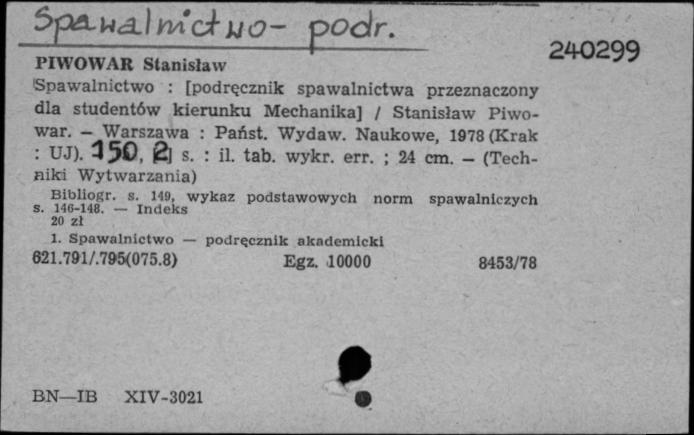 Spawalnictwo - podr.
240299
PIWOWAR Stanisław
Spawalnictwo : [podręcznik spawalnictwa przeznaczony
dla studentów kierunku Mechanika] / Stanisław Piwo-
war. — Warszawa : Państ. Wydaw. Naukowe, 1978 (Krak
: UJ). 150, 2] s. : il. tab. wykr. err. ; 24 cm. — (Tech-
niki Wytwarzania)
Bibliogr. s. 149, wykaz podstawowych norm spawalniczych
s. 146-148. — Indeks
20 zł
1. Spawalnictwo — podręcznik akademicki
621.791/.795(075.8) Egz. 10000 8453/78
BN—IB XIV-3021